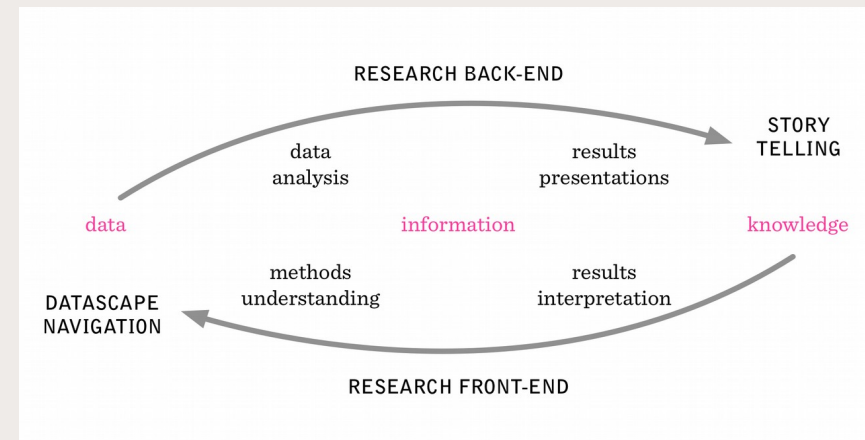 RESEARCH BACK-END
STORY
TELLING
data
analysis
results
presentations
data
information
knowledge
methods
understanding
results
interpretation
DATASCAPE
NAVIGATION
RESEARCH FRONT-END